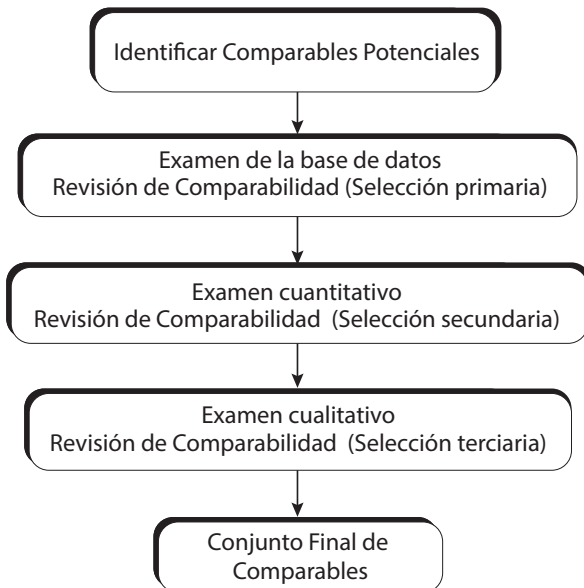 Identificar Comparables Potenciales
Examen de la base de datos
Revisión de Comparabilidad (Selección primaria)
Examen cuantitativo
Revisión de Comparabilidad (Selección secundaria)
Examen cualitativo
Revisión de Comparabilidad (Selección terciaria)
Conjunto Final de
Comparables